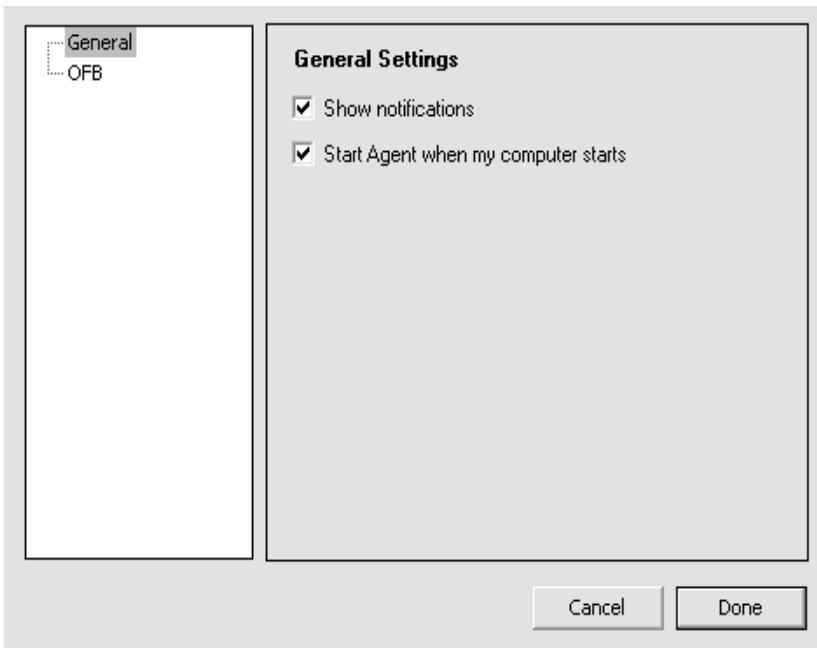 General
OFB
General Settings
Show notifications
Start Agent when my computer starts
Cancel
Done